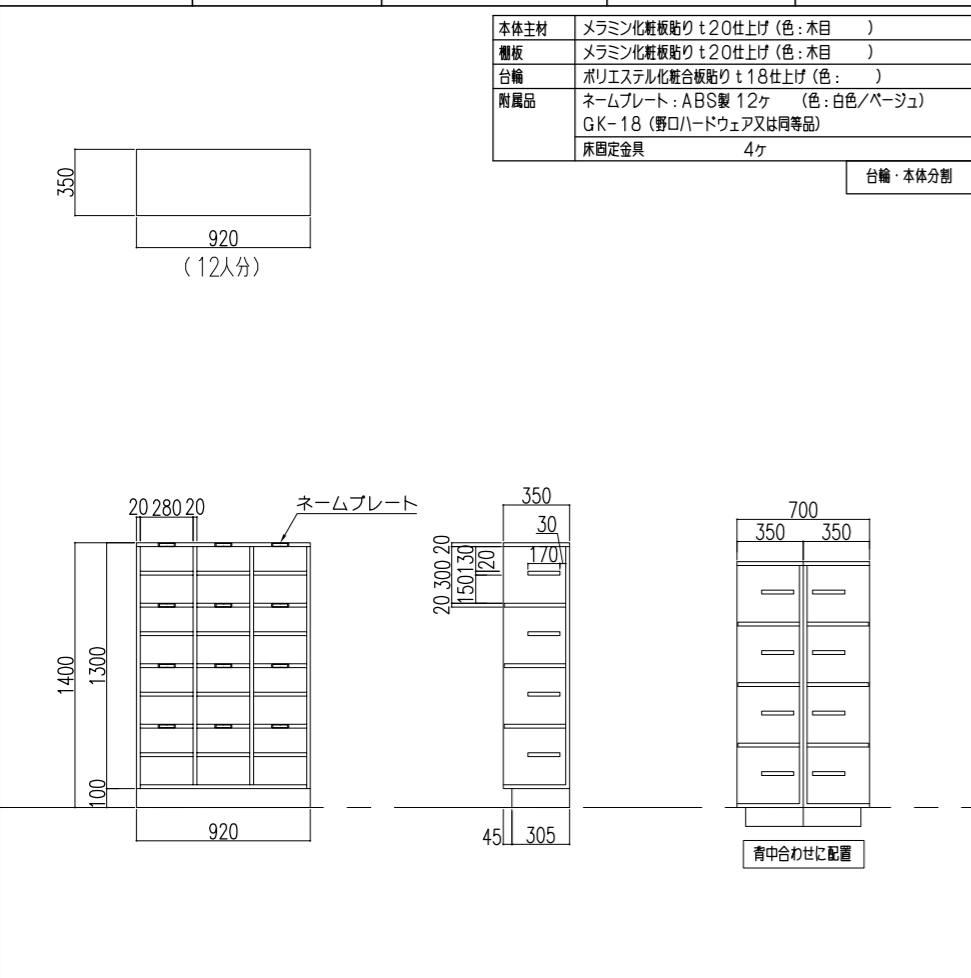 本体主材 メラミン化粧板貼りt20仕上げ（色：木目　　）
棚板 メラミン化粧板貼りt20仕上げ（色：木目　　）
台輪 ポリエステル化粧合板貼りt18仕上げ（色：　　）
附属品 ネームプレート：ABS製 12ケ　（色：白色/ベージュ）
GK-18（野口ハードウェア又は同等品）
床固定金具 4ケ
台輪・本体分割
350
920
（12人分）
20 280 20
ネームプレート
1400
1300
100
920
350
30
170
20 300 20
150 130
120
45 305
700
350 350
背中合わせに配置